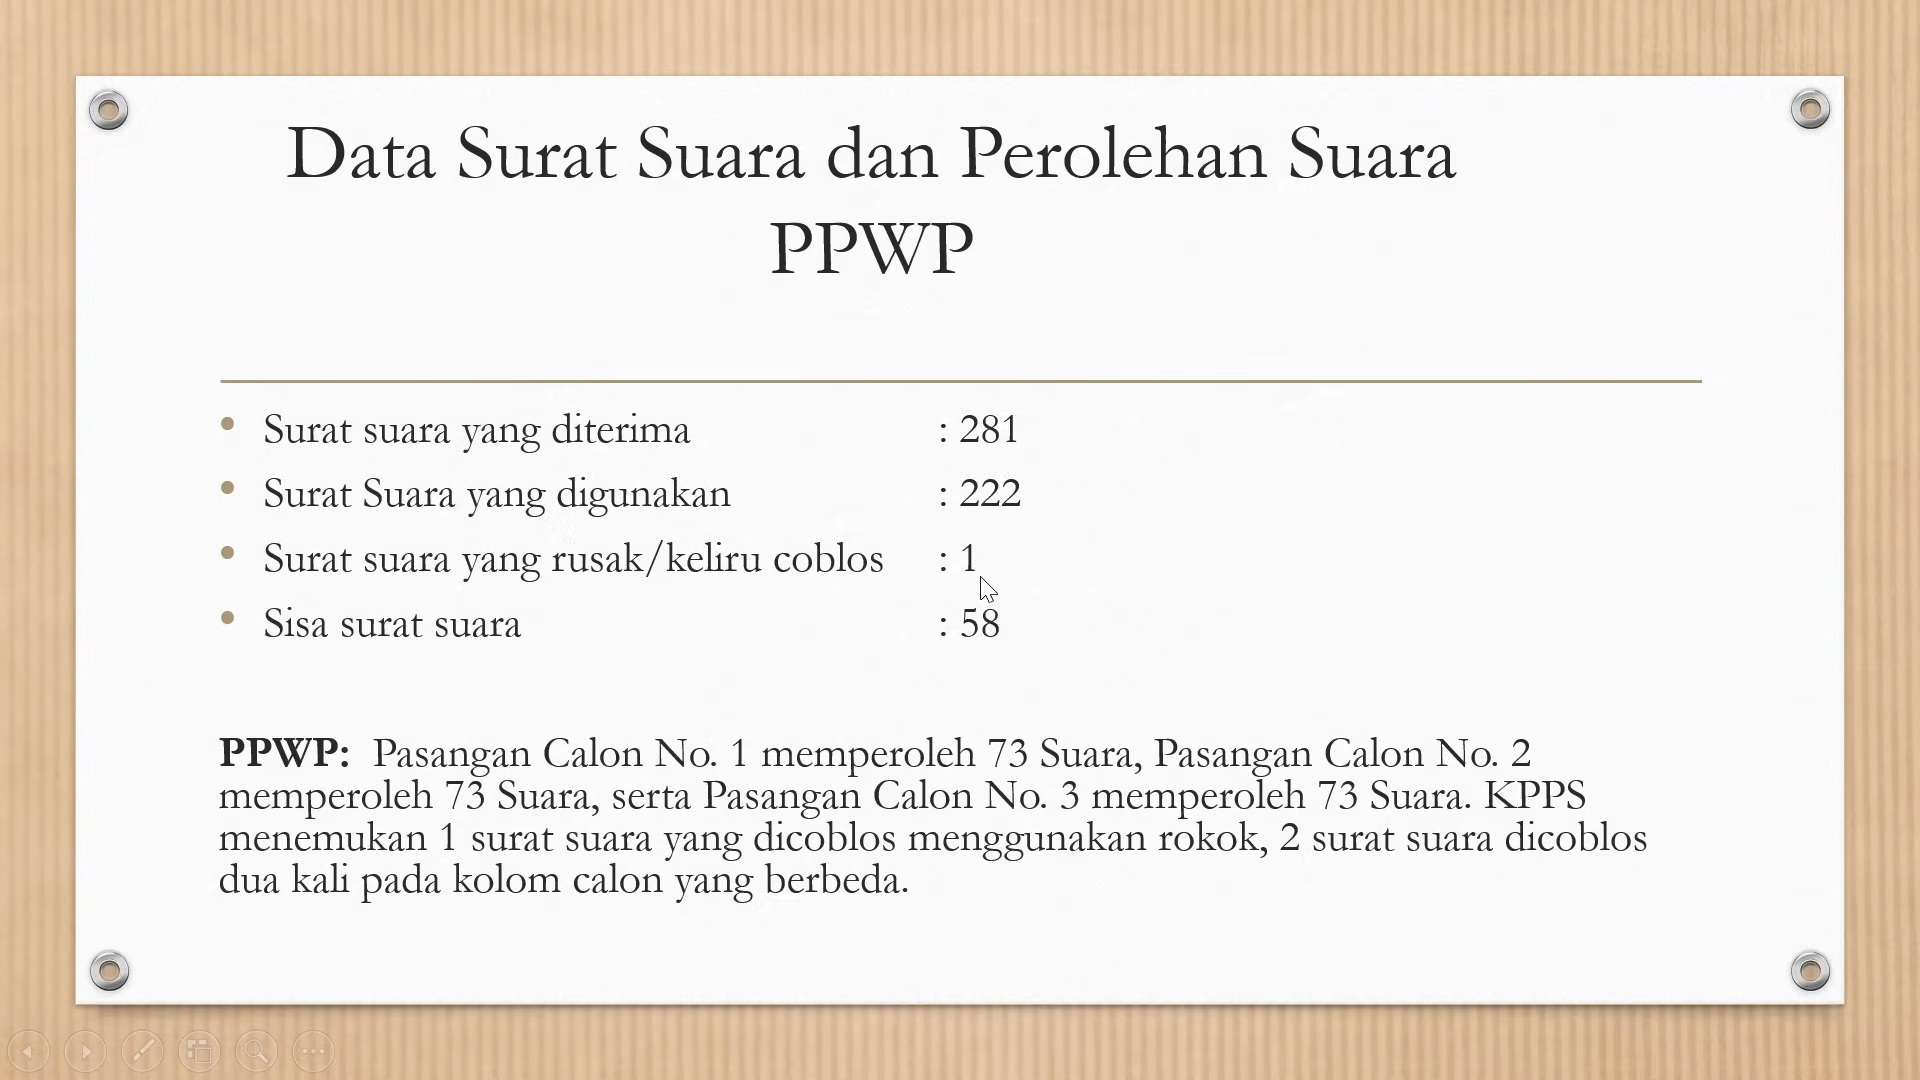 Data Surat Suara dan Perolehan Suara
PPWP
• Surat suara yang diterima : 281
• Surat Suara yang digunakan : 222
• Surat suara yang rusak/keliru coblos : 1
• Sisa surat suara : 58
PPWP: Pasangan Calon No. 1 memperoleh 73 Suara, Pasangan Calon No. 2
memperoleh 73 Suara, serta Pasangan Calon No. 3 memperoleh 73 Suara. KPPS
menemukan 1 surat suara yang dicoblos menggunakan rokok, 2 surat suara dicoblos
dua kali pada kolom calon yang berbeda.